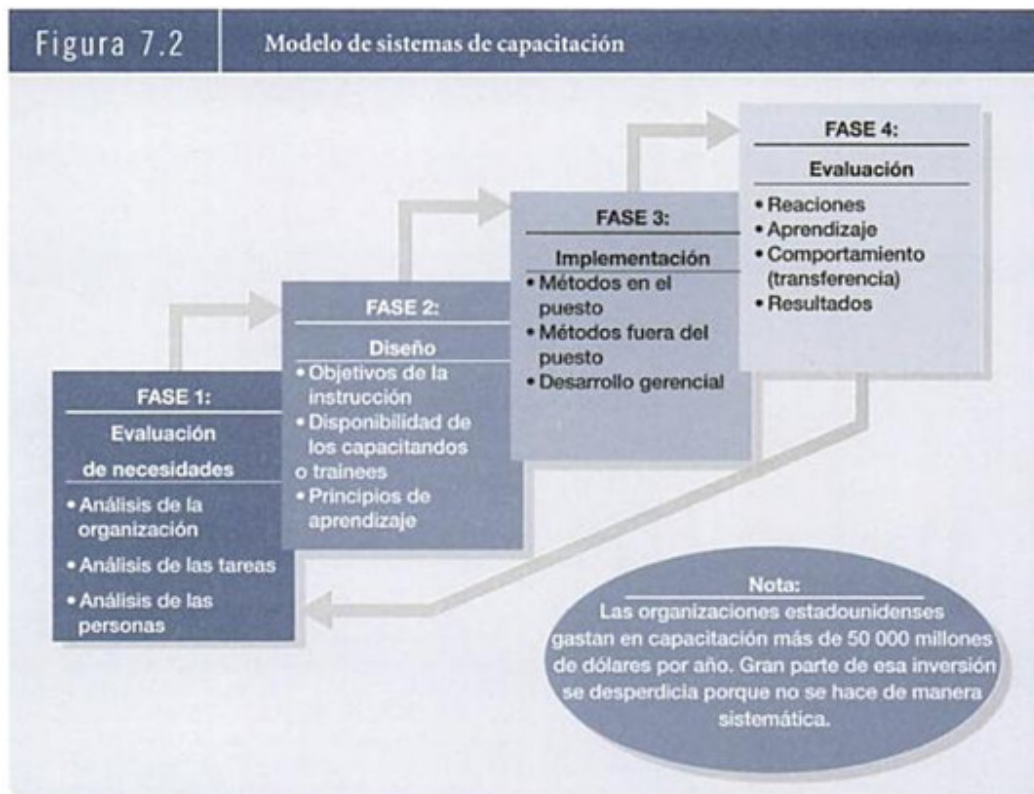 Figura 7.2
Modelo de sistemas de capacitación
FASE 1:
Evaluación
de necesidades
• Análisis de la
organización
• Análisis de las tareas
• Análisis de las
personas
FASE 2:
Diseño
• Objetivos de la
instrucción
• Disponibilidad de
los capacitandos
o trainees
• Principios de
aprendizaje
FASE 3:
Implementación
• Métodos en el
puesto
• Métodos fuera del
puesto
• Desarrollo gerencial
FASE 4:
Evaluación
• Reacciones
• Aprendizaje
• Comportamiento
(transferencia)
• Resultados
Nota:
Las organizaciones estadounidenses
gastan en capacitación más de 50 000 millones
de dólares por año. Gran parte de esa inversión
se desperdicia porque no se hace de manera
sistemática.